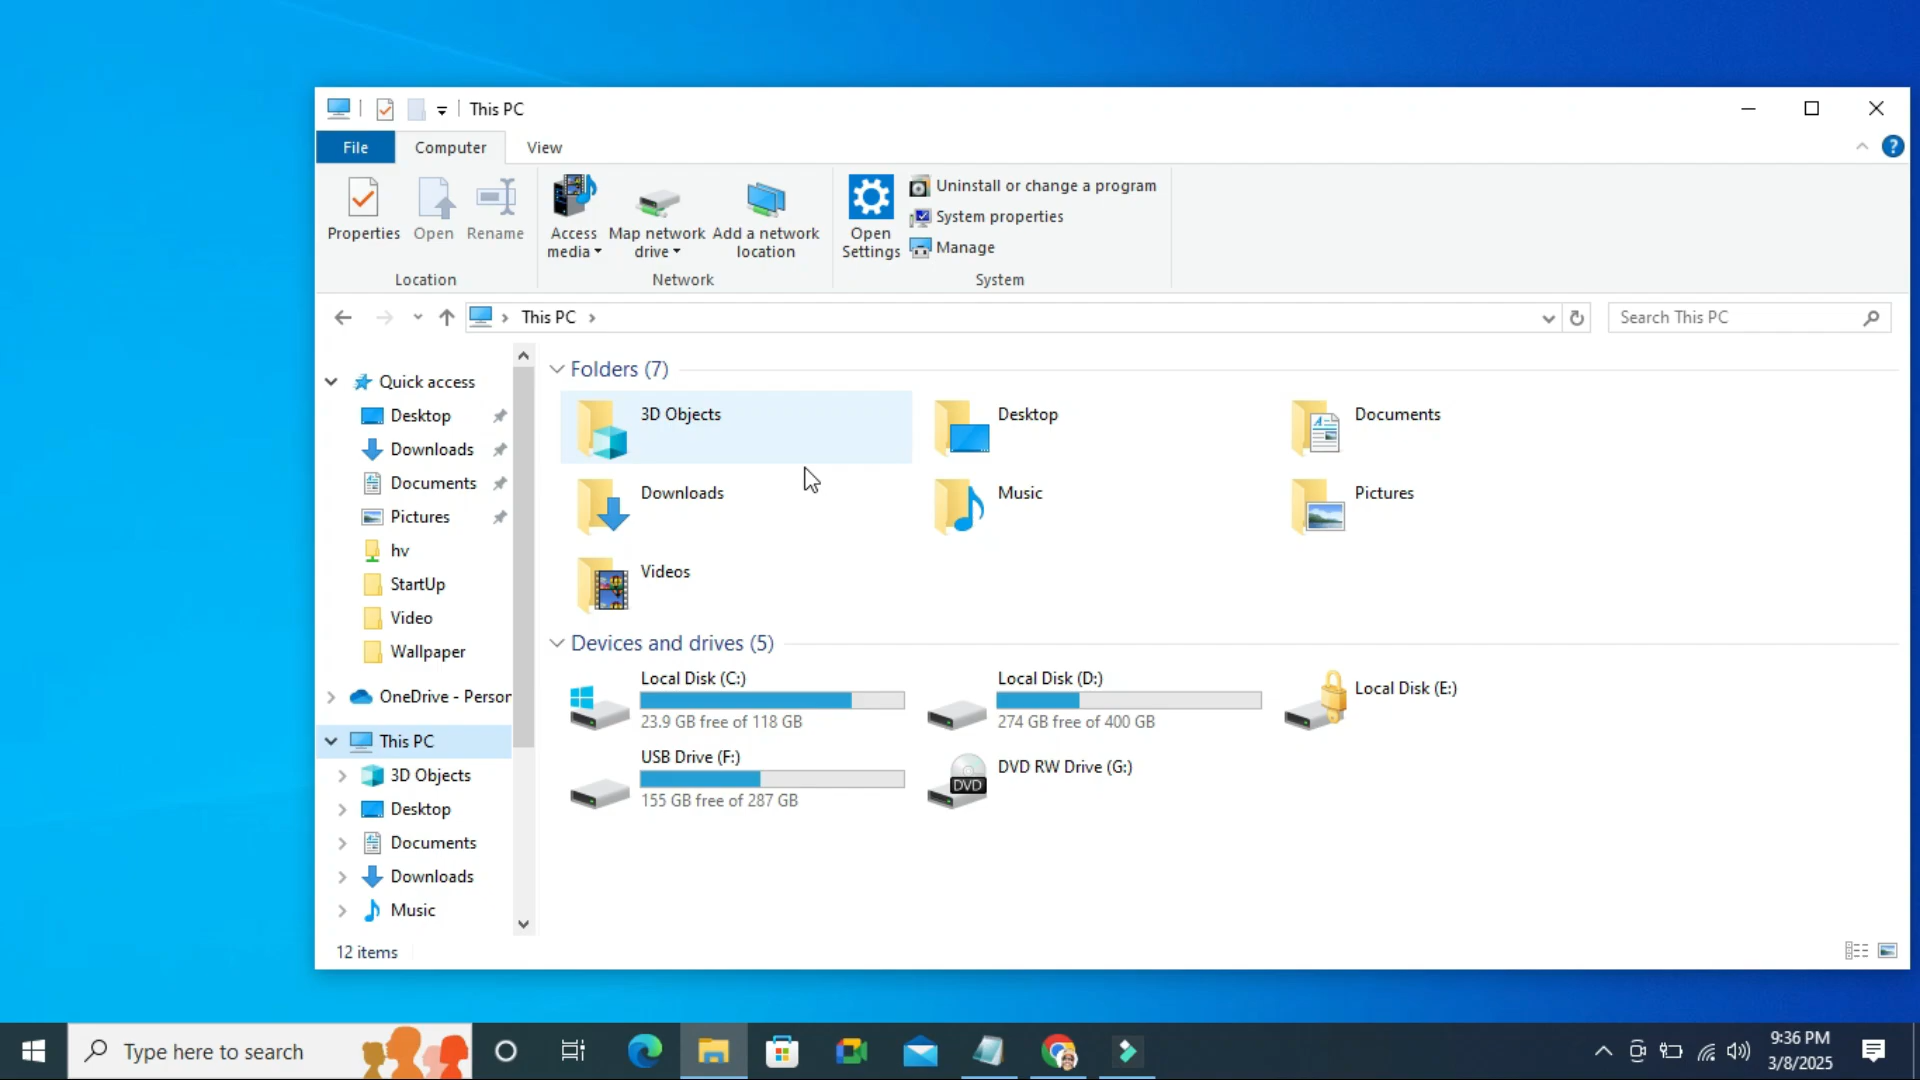 This PC
File
Computer
View
Properties
Open
Rename
Location
Access
media
Map network
drive
Add a network
location
Network
Open
Settings
Uninstall or change a program
System properties
Manage
System
This PC
Search This PC
Quick access
Desktop
Downloads
Documents
Pictures
hv
StartUp
Video
Wallpaper
OneDrive - Person
This PC
3D Objects
Desktop
Documents
Downloads
Music
Folders (7)
3D Objects
Desktop
Documents
Downloads
Music
Pictures
Videos
Devices and drives (5)
Local Disk (C:)
23.9 GB free of 118 GB
Local Disk (D:)
274 GB free of 400 GB
Local Disk (E:)
USB Drive (F:)
155 GB free of 287 GB
DVD
DVD RW Drive (G:)
12 items
Type here to search
9:36 PM
3/8/2025